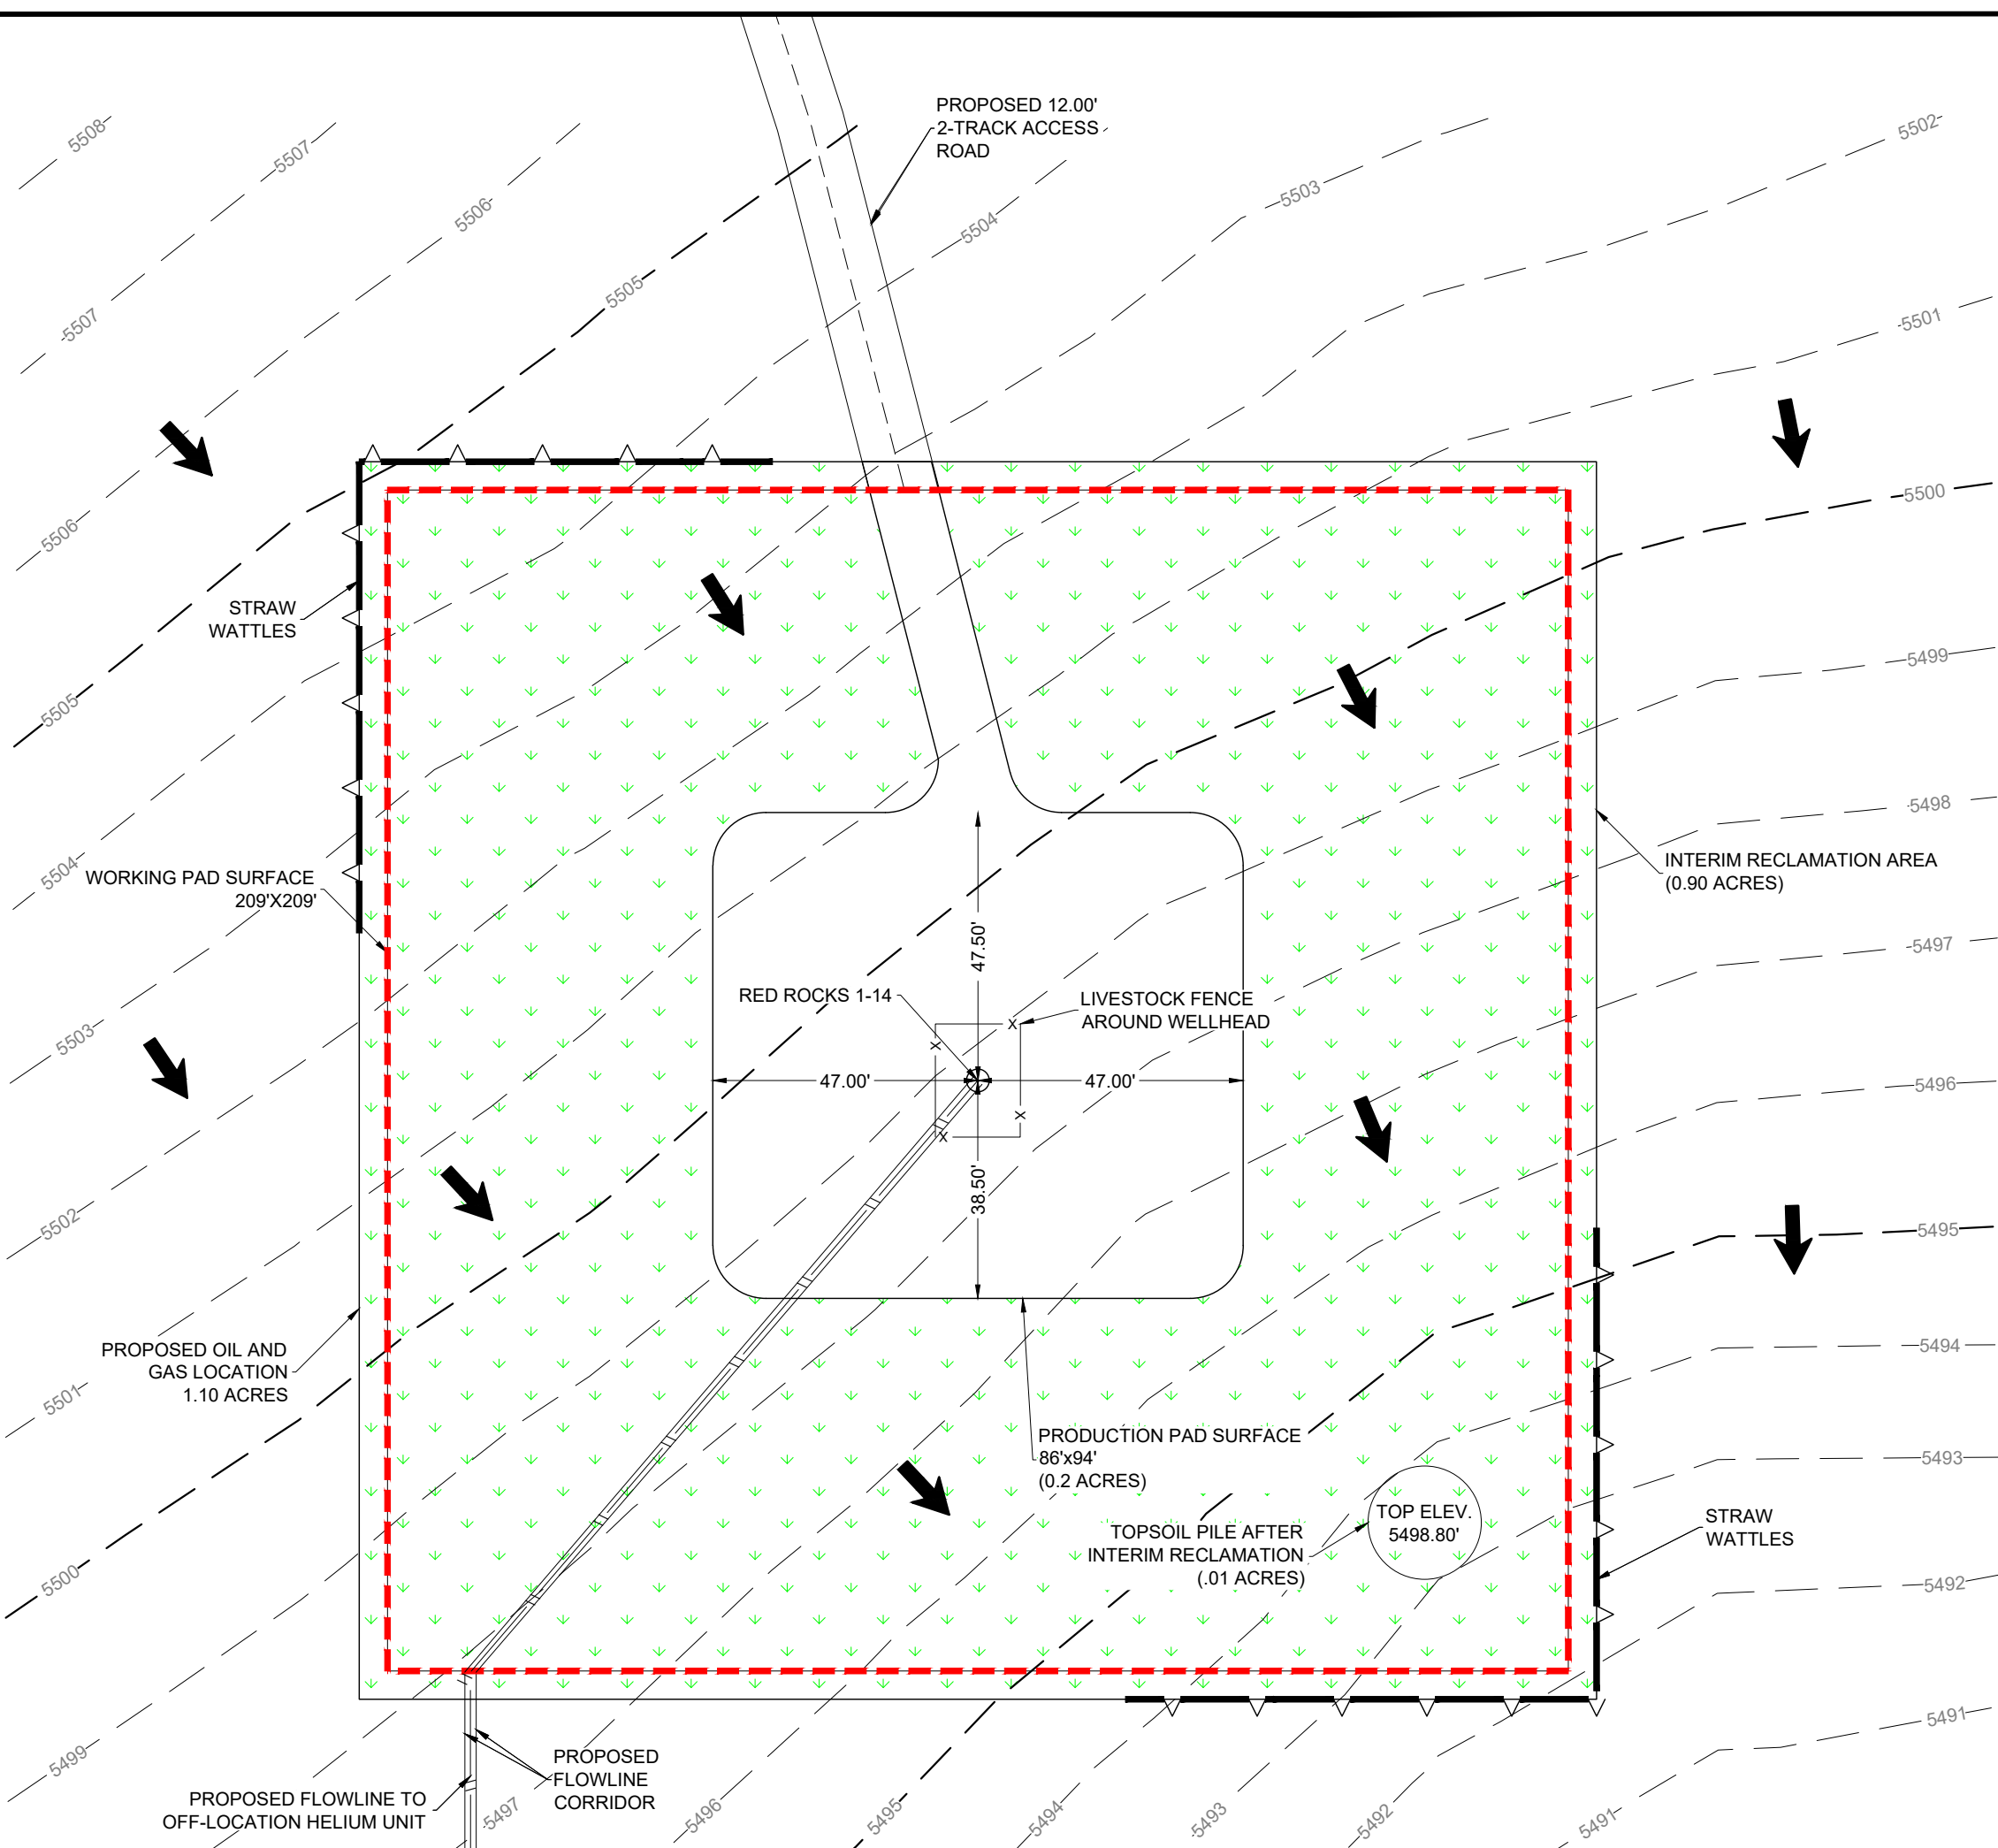 5508
5507
5506
5505
5504
5503
5502
5501
5500
5499
5498
5497
5496
5495
5494
5493
5492
5491
PROPOSED 12.00'
2-TRACK ACCESS
ROAD
5507
5506
5505
5504
5503
5502
5501
5500
5499
STRAW
WATTLES
WORKING PAD SURFACE
209'X209'
INTERIM RECLAMATION AREA
(0.90 ACRES)
47.50'
RED ROCKS 1-14
LIVESTOCK FENCE
AROUND WELLHEAD
X
X
X
X
47.00'
47.00'
38.50'
PROPOSED OIL AND
GAS LOCATION
1.10 ACRES
PRODUCTION PAD SURFACE
86'x94'
(0.2 ACRES)
TOP ELEV.
5498.80'
TOPSOIL PILE AFTER
INTERIM RECLAMATION
(.01 ACRES)
STRAW
WATTLES
PROPOSED
FLOWLINE
CORRIDOR
PROPOSED FLOWLINE TO
OFF-LOCATION HELIUM UNIT
5497
5496
5495
5494
5493
5492
5491